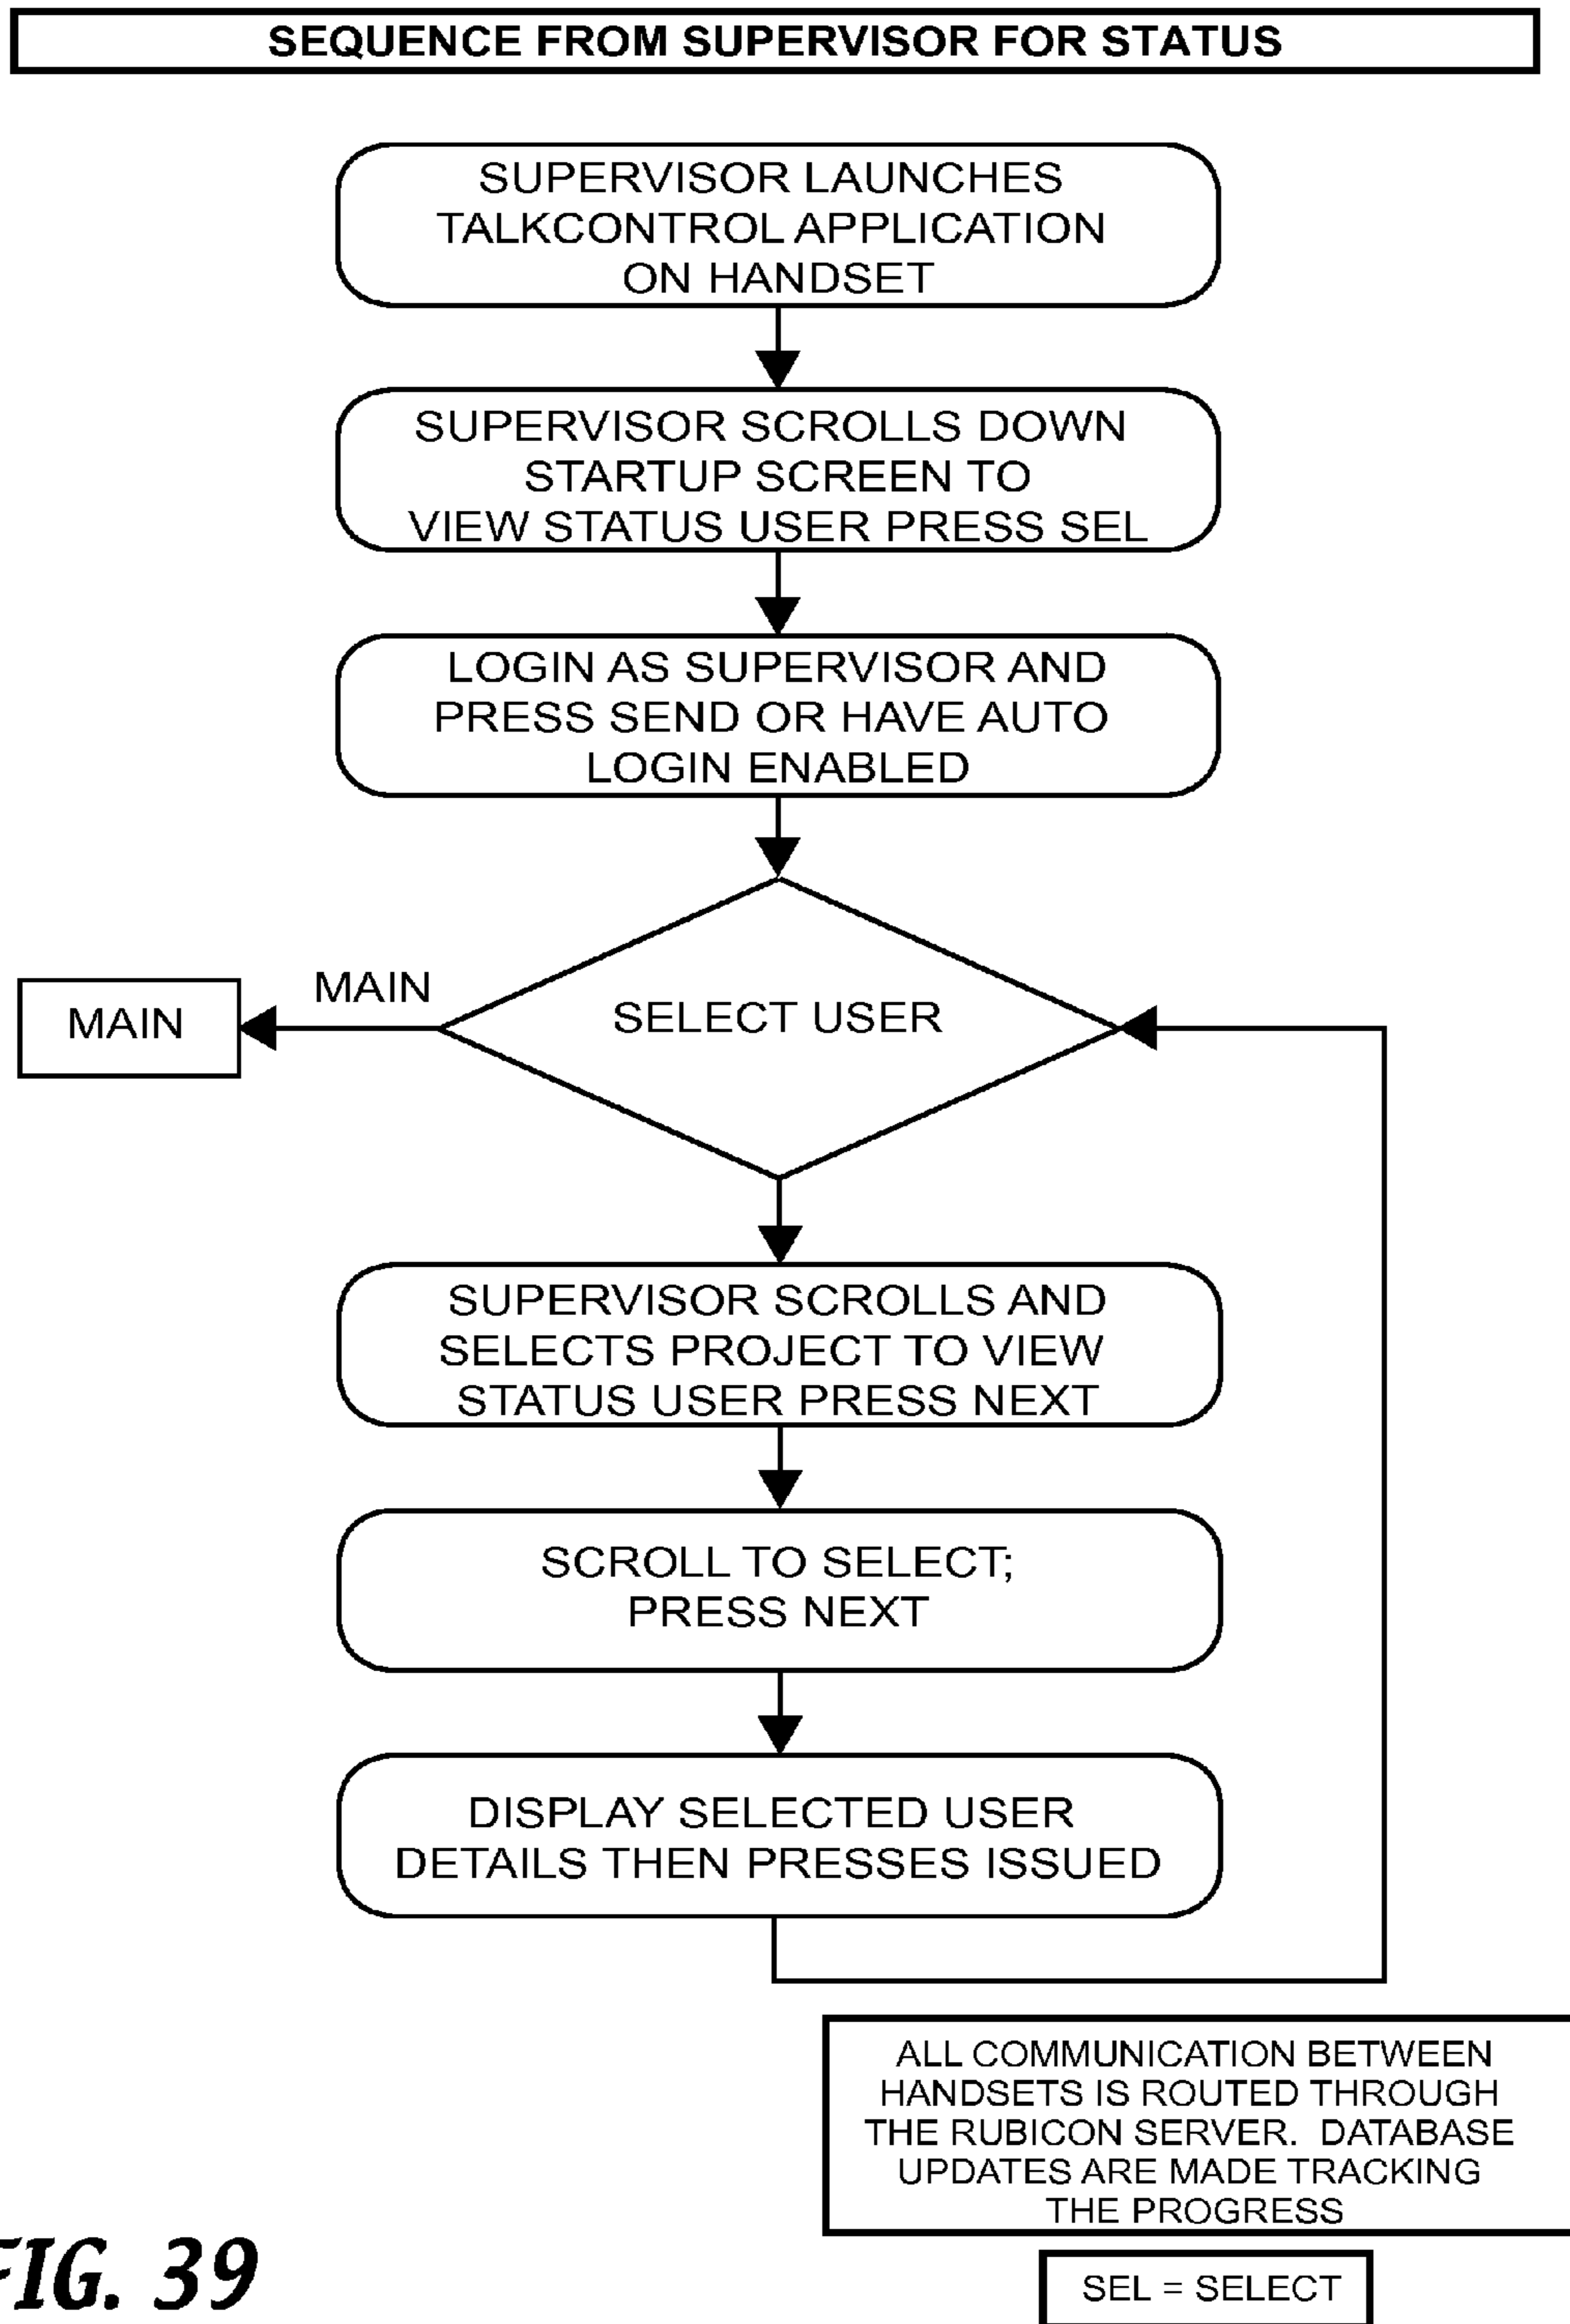 SEQUENCE FROM SUPERVISOR FOR STATUS
SUPERVISOR LAUNCHES
TALKCONTROL APPLICATION
ON HANDSET
SUPERVISOR SCROLLS DOWN
STARTUP SCREEN TO
VIEW STATUS USER PRESS SEL
LOGIN AS SUPERVISOR AND
PRESS SEND OR HAVE AUTO
LOGIN ENABLED
MAIN
MAIN
SELECT USER
SUPERVISOR SCROLLS AND
SELECTS PROJECT TO VIEW
STATUS USER PRESS NEXT
SCROLL TO SELECT;
PRESS NEXT
DISPLAY SELECTED USER
DETAILS THEN PRESSES ISSUED
ALL COMMUNICATION BETWEEN
HANDSETS IS ROUTED THROUGH
THE RUBICON SERVER. DATABASE
UPDATES ARE MADE TRACKING
THE PROGRESS
SEL = SELECT
FIG. 39